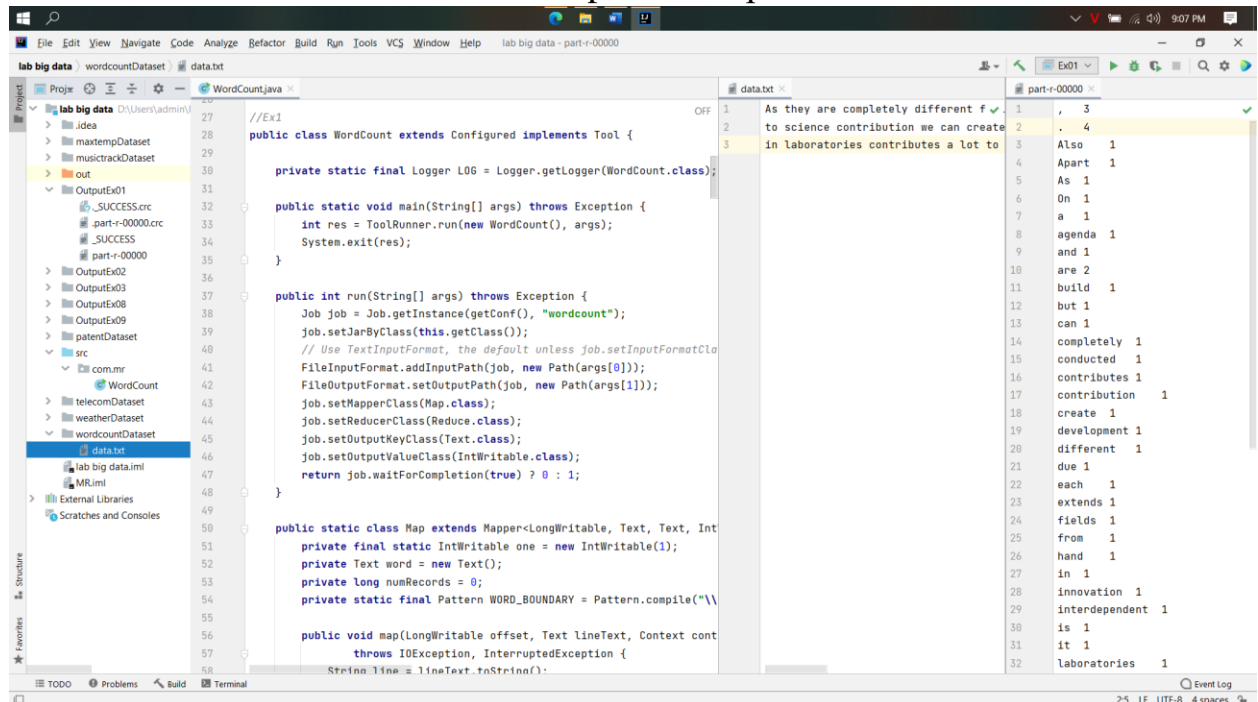 9:07 PM
File Edit View Navigate Code Analyze Refactor Build Run Tools VCS Window Help lab big data - part-r-00000
lab big data wordcountDataset data.txt
Ex01
Project
Proje
lab big data D:\Users\admin\
.idea
maxtempDataset
musictrackDataset
out
OutputEx01
._SUCCESS.crc
.part-r-00000.crc
_SUCCESS
part-r-00000
OutputEx02
OutputEx03
OutputEx08
OutputEx09
patentDataset
src
com.mr
WordCount
telecomDataset
weatherDataset
wordcountDataset
data.txt
lab big data.iml
MR.iml
External Libraries
Scratches and Consoles
Structure
Favorites
WordCount.java
OFF
27 //Ex1
28 public class WordCount extends Configured implements Tool {
29
30 private static final Logger LOG = Logger.getLogger(WordCount.class);
31
32 public static void main(String[] args) throws Exception {
33 int res = ToolRunner.run(new WordCount(), args);
34 System.exit(res);
35 }
36
37 public int run(String[] args) throws Exception {
38 Job job = Job.getInstance(getConf(), "wordcount");
39 job.setJarByClass(this.getClass());
40 // Use TextInputFormat, the default unless job.setInputFormatCla
41 FileInputFormat.addInputPath(job, new Path(args[0]));
42 FileOutputFormat.setOutputPath(job, new Path(args[1]));
43 job.setMapperClass(Map.class);
44 job.setReducerClass(Reduce.class);
45 job.setOutputKeyClass(Text.class);
46 job.setOutputValueClass(IntWritable.class);
47 return job.waitForCompletion(true) ? 0 : 1;
48 }
49
50 public static class Map extends Mapper<LongWritable, Text, Text, Int
51 private final static IntWritable one = new IntWritable(1);
52 private Text word = new Text();
53 private long numRecords = 0;
54 private static final Pattern WORD_BOUNDARY = Pattern.compile("\\
55
56 public void map(LongWritable offset, Text lineText, Context cont
57 throws IOException, InterruptedException {
58 String line = lineText.toString();
data.txt
1 As they are completely different f
2 to science contribution we can create
3 in laboratories contributes a lot to
part-r-00000
1 , 3
2 . 4
3 Also 1
4 Apart 1
5 As 1
6 On 1
7 a 1
8 agenda 1
9 and 1
10 are 2
11 build 1
12 but 1
13 can 1
14 completely 1
15 conducted 1
16 contributes 1
17 contribution 1
18 create 1
19 development 1
20 different 1
21 due 1
22 each 1
23 extends 1
24 fields 1
25 from 1
26 hand 1
27 in 1
28 innovation 1
29 interdependent 1
30 is 1
31 it 1
32 laboratories 1
TODO Problems Build Terminal Event Log
2:5 LF UTF-8 4 spaces